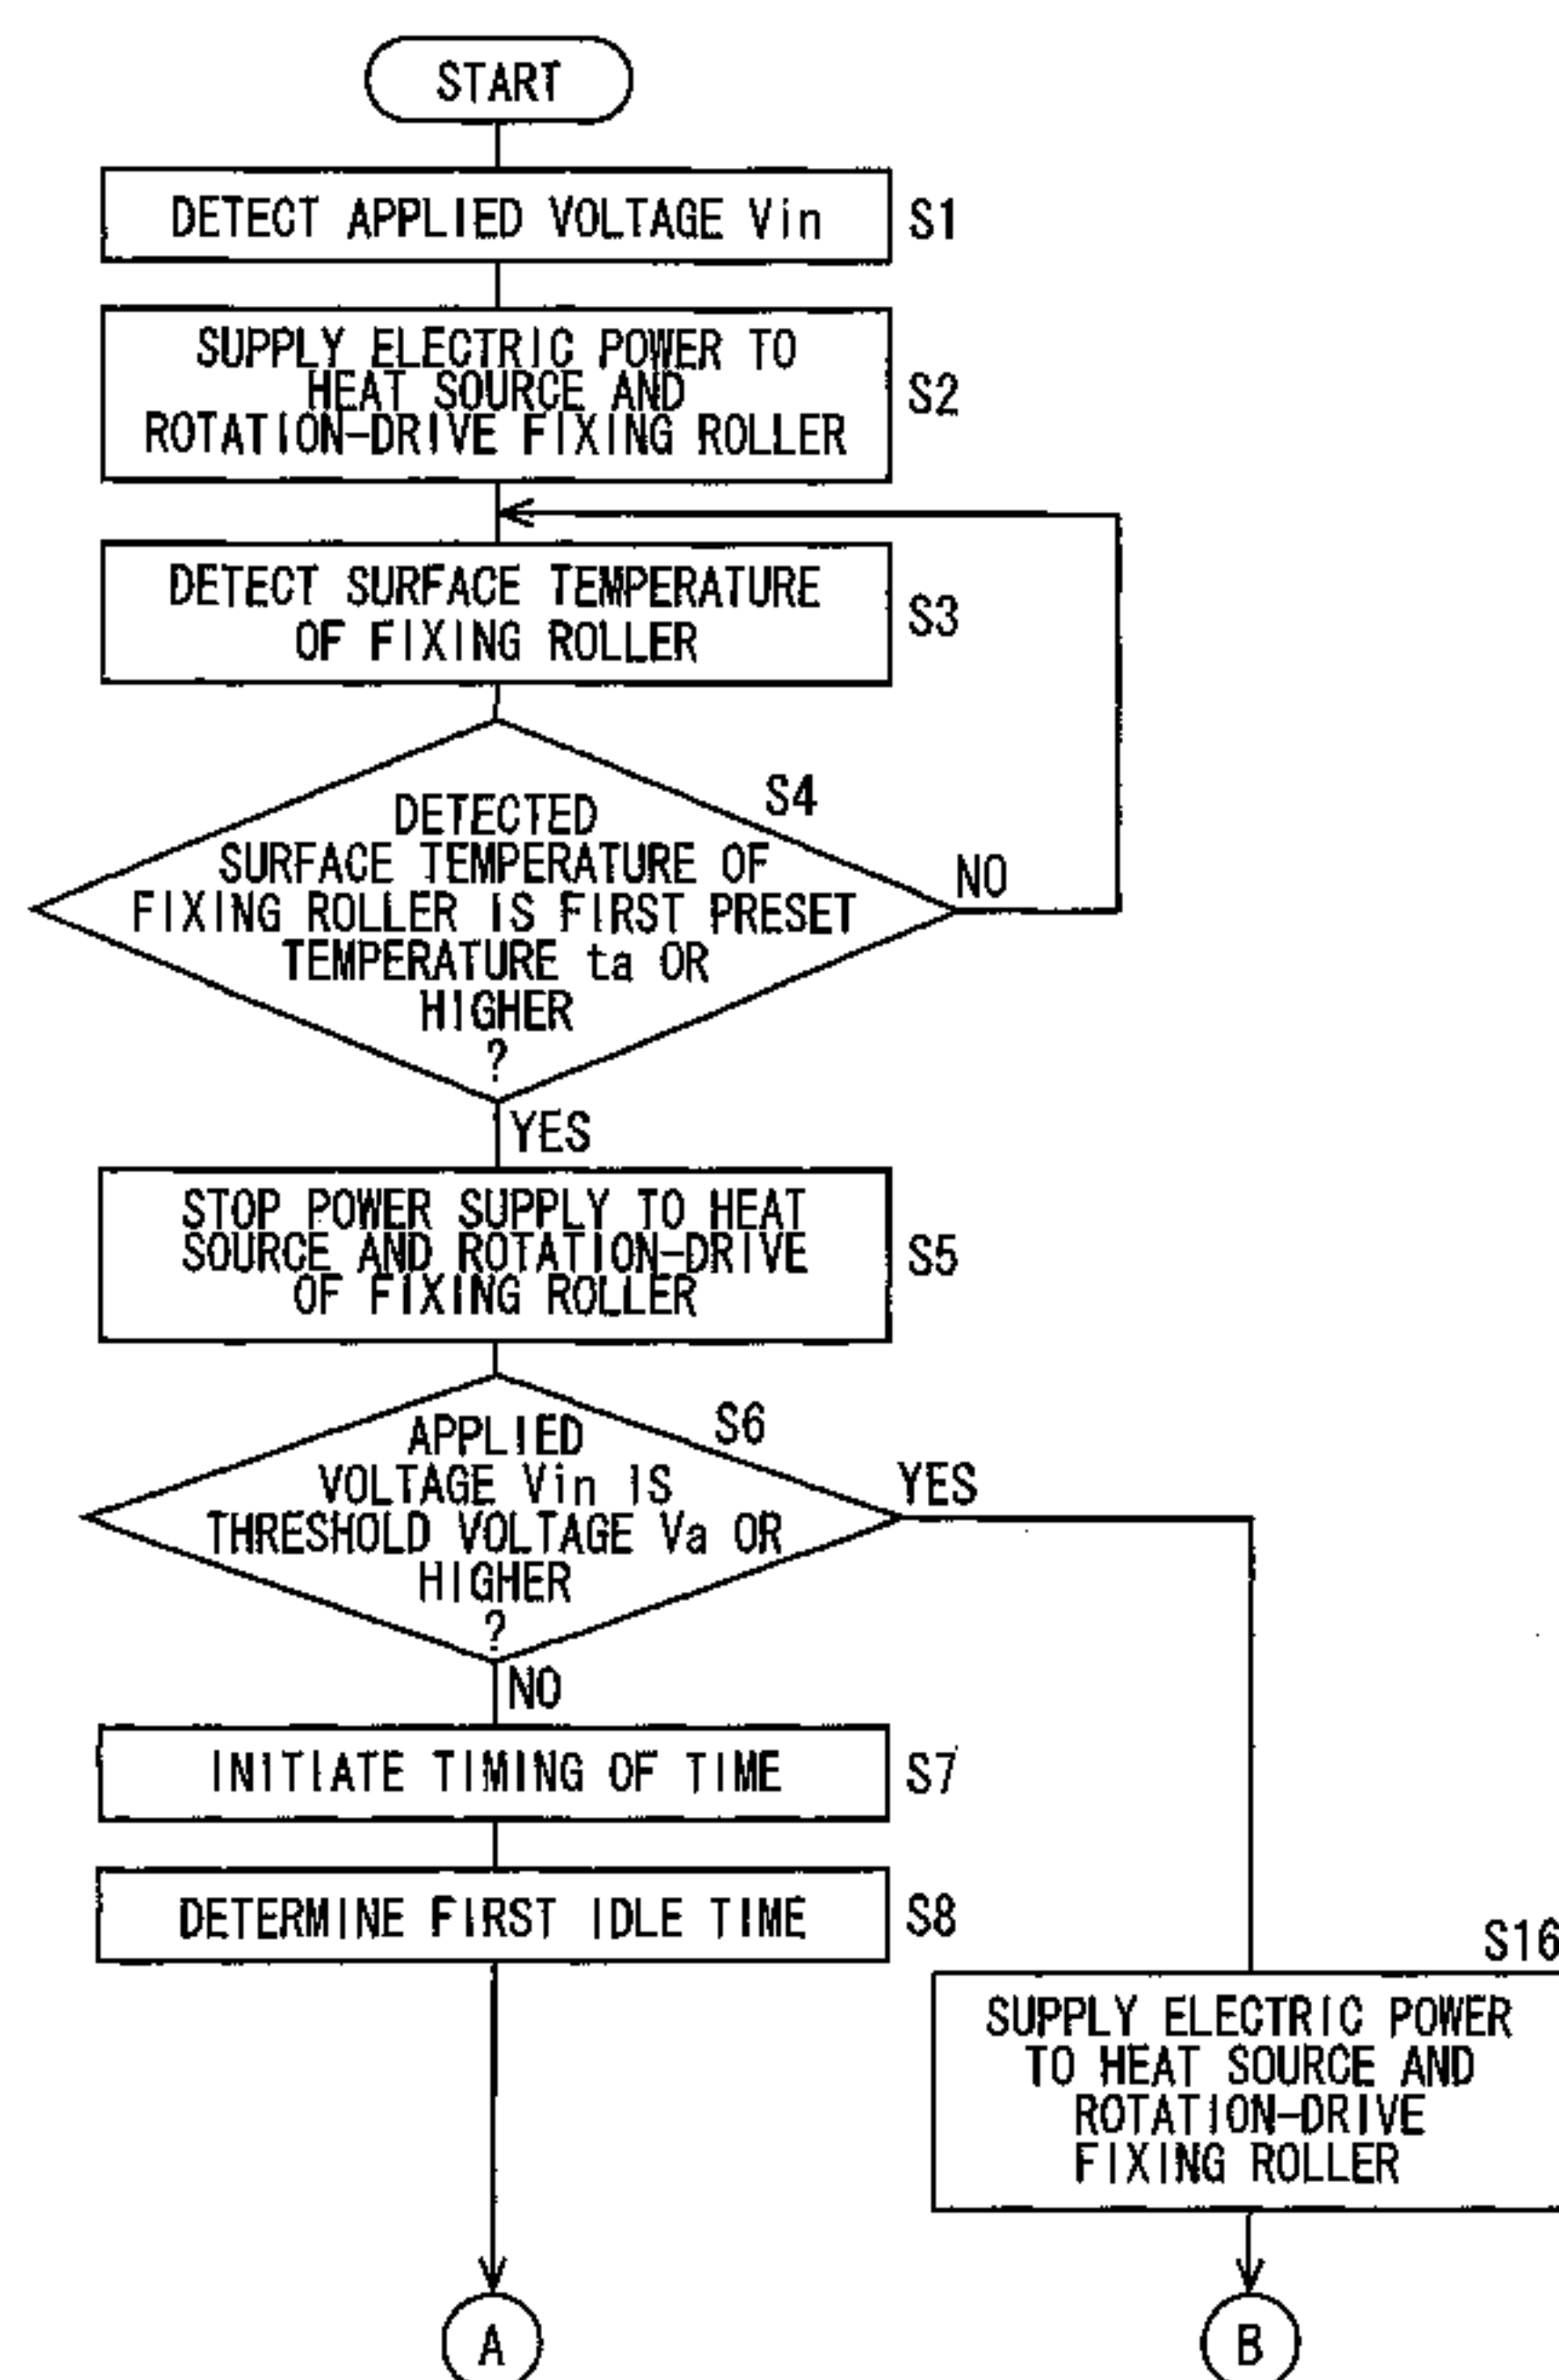 START
DETECT APPLIED VOLTAGE Vin
S1
SUPPLY ELECTRIC POWER TO
HEAT SOURCE AND
ROTATION-DRIVE FIXING ROLLER
S2
DETECT SURFACE TEMPERATURE
OF FIXING ROLLER
S3
S4
DETECTED
SURFACE TEMPERATURE OF
FIXING ROLLER IS FIRST PRESET
TEMPERATURE ta OR
HIGHER
?
NO
YES
STOP POWER SUPPLY TO HEAT
SOURCE AND ROTATION-DRIVE
OF FIXING ROLLER
S5
S6
APPLIED
VOLTAGE Vin IS
THRESHOLD VOLTAGE Va OR
HIGHER
?
YES
NO
INITIATE TIMING OF TIME
S7
DETERMINE FIRST IDLE TIME
S8
S16
SUPPLY ELECTRIC POWER
TO HEAT SOURCE AND
ROTATION-DRIVE
FIXING ROLLER
A
B